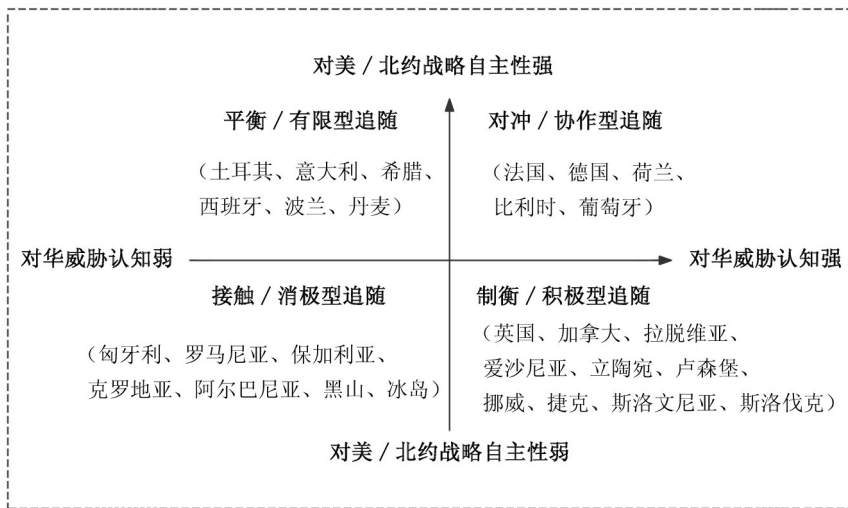 对美/北约战略自主性强
平衡/有限型追随
对冲/协作型追随
（土耳其、意大利、希腊、
西班牙、波兰、丹麦）
（法国、德国、荷兰、
比利时、葡萄牙）
对华威胁认知弱
对华威胁认知强
接触/消极型追随
制衡/积极型追随
（匈牙利、罗马尼亚、保加利亚、
克罗地亚、阿尔巴尼亚、黑山、冰岛）
（英国、加拿大、拉脱维亚、
爱沙尼亚、立陶宛、卢森堡、
挪威、捷克、斯洛文尼亚、斯洛伐克）
对美/北约战略自主性弱